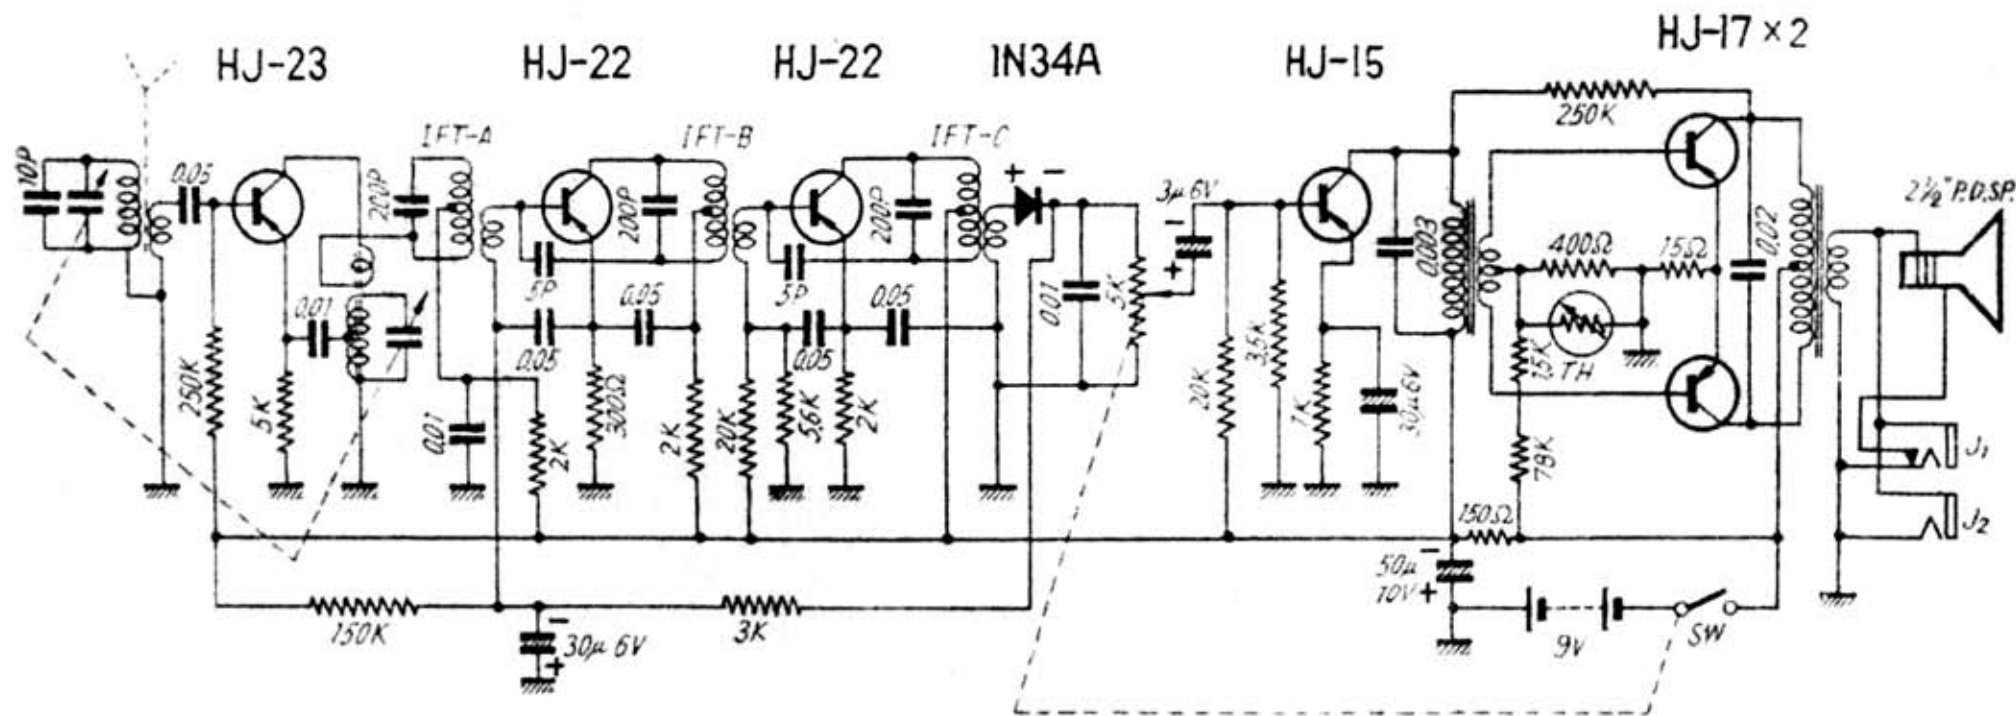 HJ-23
HJ-22
HJ-22
1N34A
HJ-15
HJ-17×2
IFT-A
IFT-B
IFT-C
250K
10P
0.05
200P
200P
200P
+ -
3μ 6V
-
+
0.003
400Ω
15Ω
0.02
2½" P.D.SP.
5P
5P
0.01
0.05
0.05
0.01
5K
0.05
0.05
250K
5K
0.01
2K
300Ω
2K
20K
5.6K
2K
20K
3.5K
1K
30μ 6V
15K
TH
78K
J1
J2
150Ω
50μ
10V
-
+
150K
-
30μ 6V
+
3K
9V
SW